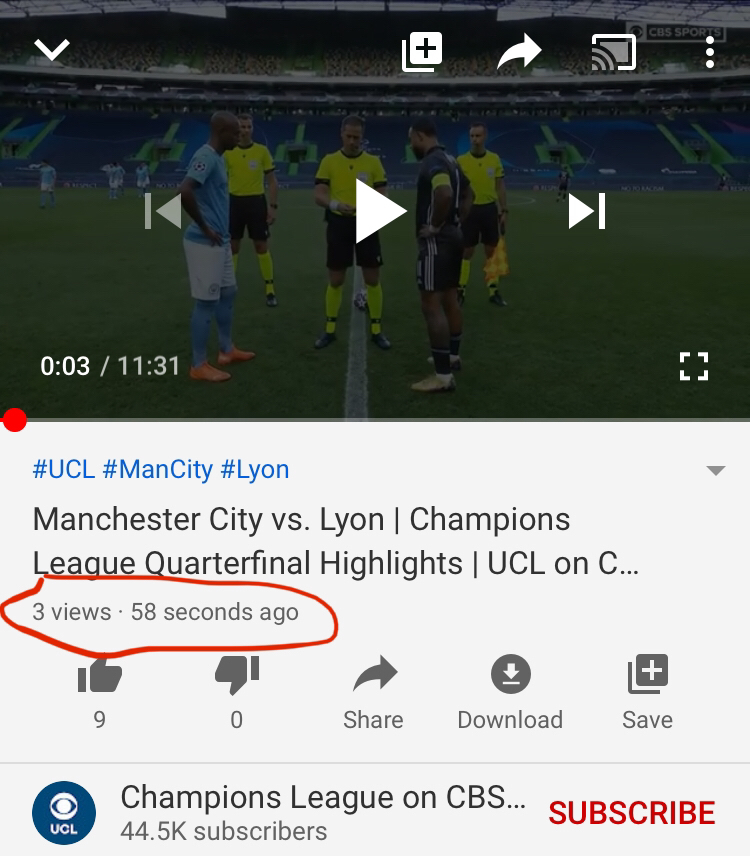 CBS SPORTS
0:03 / 11:31
#UCL #ManCity #Lyon
Manchester City vs. Lyon | Champions
League Quarterfinal Highlights | UCL on C...
3 views · 58 seconds ago
9
0
Share
Download
Save
UCL
Champions League on CBS...
44.5K subscribers
SUBSCRIBE